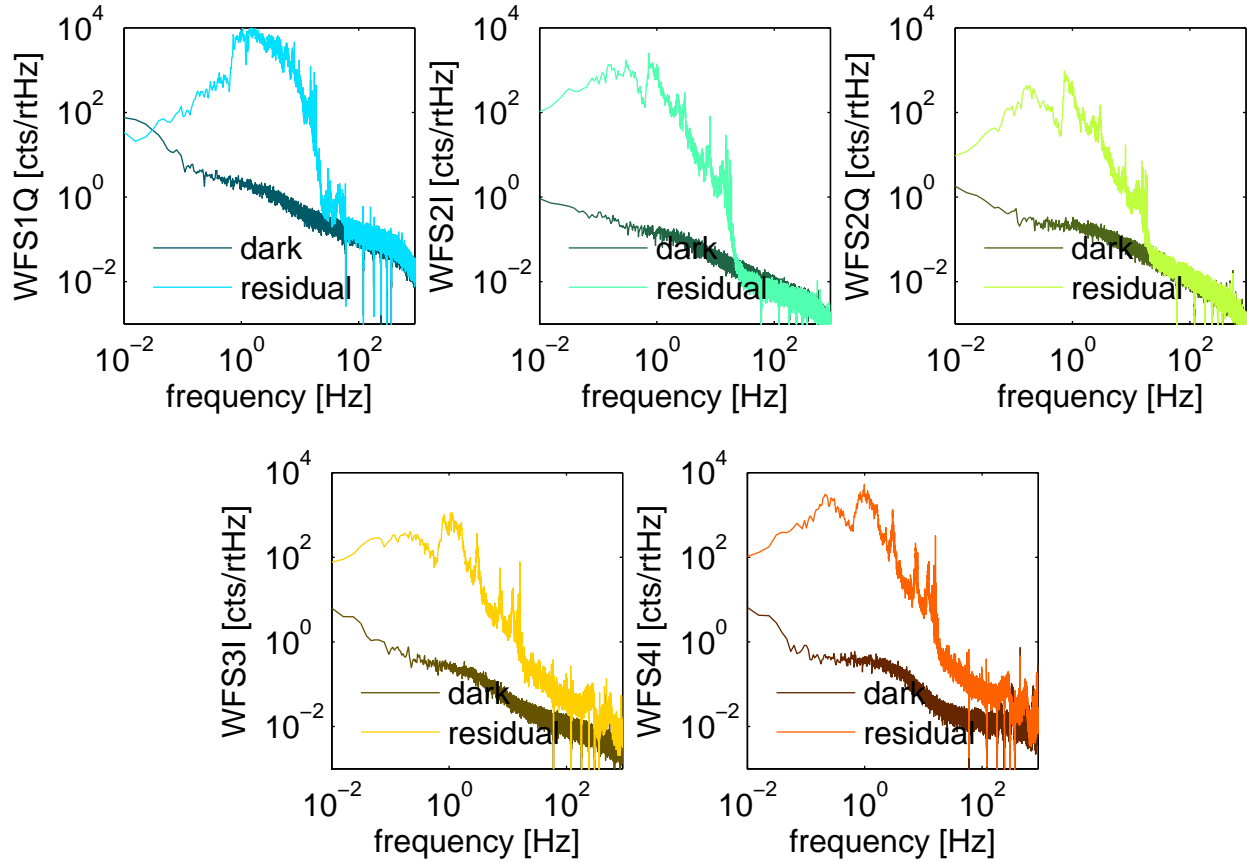 10^4
10^2
10^0
10^−2
WFS1Q [cts/rtHz]
dark
residual
10^−2 10^0 10^2
frequency [Hz]
10^4
10^2
10^0
10^−2
WFS2I [cts/rtHz]
dark
residual
10^−2 10^0 10^2
frequency [Hz]
10^4
10^2
10^0
10^−2
WFS2Q [cts/rtHz]
dark
residual
10^−2 10^0 10^2
frequency [Hz]
10^4
10^2
10^0
10^−2
WFS3I [cts/rtHz]
dark
residual
10^−2 10^0 10^2
frequency [Hz]
10^4
10^2
10^0
10^−2
WFS4I [cts/rtHz]
dark
residual
10^−2 10^0 10^2
frequency [Hz]